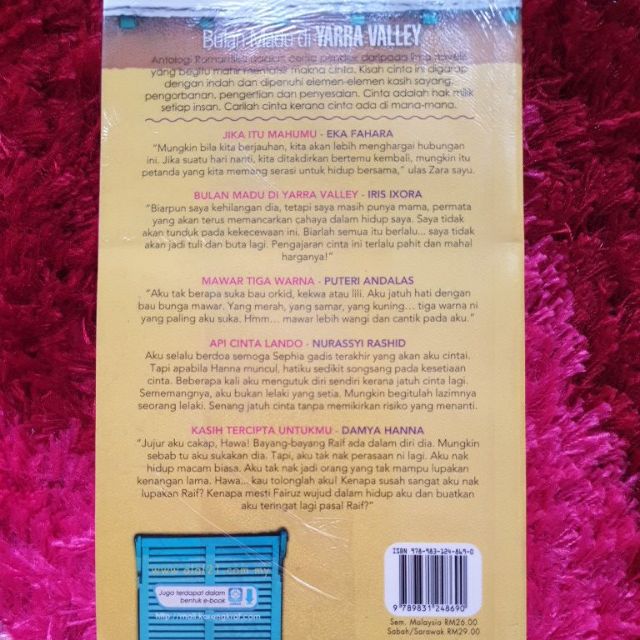 Bulan Madu di YARRA VALLEY
Antologi Romantika adalah cerita pendek daripada lima novelis
yang begitu mahir mentafsir makna cinta. Kisah cinta ini digarap
dengan indah dan dipenuhi elemen-elemen kasih sayang,
pengorbanan, pengertian dan penyesalan. Cinta adalah hak milik
setiap insan. Carilah cinta kerana cinta ada di mana-mana.
JIKA ITU MAHUMU - EKA FAHARA
“Mungkin bila kita berjauhan, kita akan lebih menghargai hubungan
ini. Jika suatu hari nanti, kita ditakdirkan bertemu kembali, mungkin itu
petanda yang kita memang serasi untuk hidup bersama,” ulas Zara sayu.
BULAN MADU DI YARRA VALLEY - IRIS IXORA
“Biarpun saya kehilangan dia, tetapi saya masih punya mama, permata
yang akan terus memancarkan cahaya dalam hidup saya. Saya tidak
akan tunduk pada kekecewaan ini. Biarlah semua itu berlalu... saya tidak
akan jadi tuli dan buta lagi. Pengajaran cinta ini terlalu pahit dan mahal
harganya!”
MAWAR TIGA WARNA - PUTERI ANDALAS
“Aku tak berapa suka bau orkid, kekwa atau lili. Aku jatuh hati dengan
bau bunga mawar. Yang merah, yang samar, yang kuning... tiga warna ni
yang paling aku suka. Hmm... mawar lebih wangi dan cantik pada aku.”
API CINTA LANDO - NURASSYI RASHID
Aku selalu berdoa semoga Sephia gadis terakhir yang akan aku cintai.
Tapi apabila Hanna muncul, hatiku sedikit songsang pada kesetiaan
cinta. Beberapa kali aku mengutuk diri sendiri kerana jatuh cinta lagi.
Sememangnya, aku bukan lelaki yang setia. Mungkin begitulah lazimnya
seorang lelaki. Senang jatuh cinta tanpa memikirkan risiko yang menanti.
KASIH TERCIPTA UNTUKMU - DAMYA HANNA
“Jujur aku cakap, Hawa! Bayang-bayang Raif ada dalam diri dia. Mungkin
sebab tu aku sukakan dia. Tapi, aku tak nak perasaan ni lagi. Aku nak
hidup macam biasa. Aku tak nak jadi orang yang tak mampu lupakan
kenangan lama. Hawa... kau tolonglah aku! Kenapa susah sangat aku nak
lupakan Raif? Kenapa mesti Fairuz wujud dalam hidup aku dan buatkan
aku teringat lagi pasal Raif?”
www.alaf21.com.my
Juga terdapat dalam
bentuk e-book
ISBN 978-983-124-869-0
9 789831 248690
Sem. Malaysia RM26.00
Sabah/Sarawak RM29.00